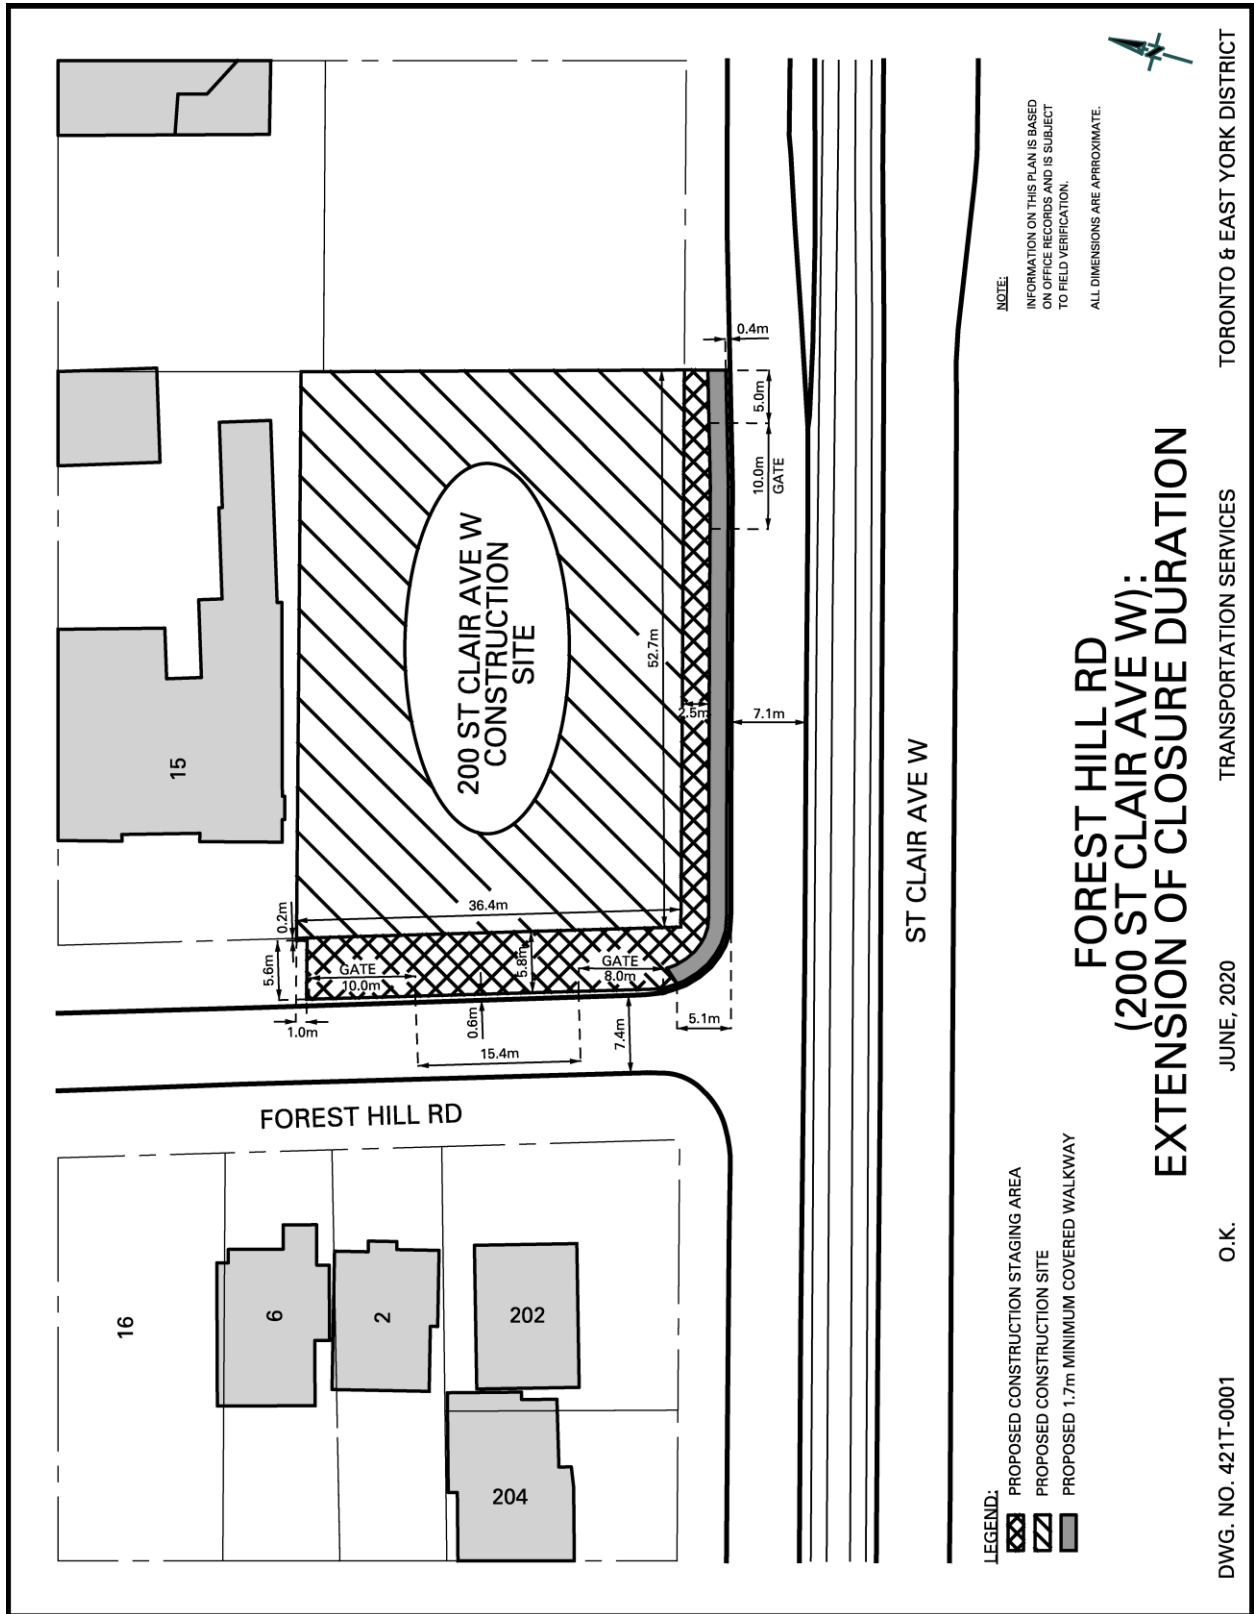 15
200 ST CLAIR AVE W
CONSTRUCTION
SITE
52.7m
36.4m
0.2m
5.6m
1.0m
GATE
10.0m
5.8m
0.6m
15.4m
GATE
8.0m
7.4m
5.1m
2.5m
7.1m
10.0m
GATE
5.0m
0.4m
FOREST HILL RD
ST CLAIR AVE W
16
6
2
202
204
NOTE:
INFORMATION ON THIS PLAN IS BASED
ON OFFICE RECORDS AND IS SUBJECT
TO FIELD VERIFICATION.
ALL DIMENSIONS ARE APRROXIMATE.
LEGEND:
PROPOSED CONSTRUCTION STAGING AREA
PROPOSED CONSTRUCTION SITE
PROPOSED 1.7m MINIMUM COVERED WALKWAY
FOREST HILL RD
(200 ST CLAIR AVE W):
EXTENSION OF CLOSURE DURATION
DWG. NO. 421T-0001 O.K. JUNE, 2020 TRANSPORTATION SERVICES TORONTO & EAST YORK DISTRICT